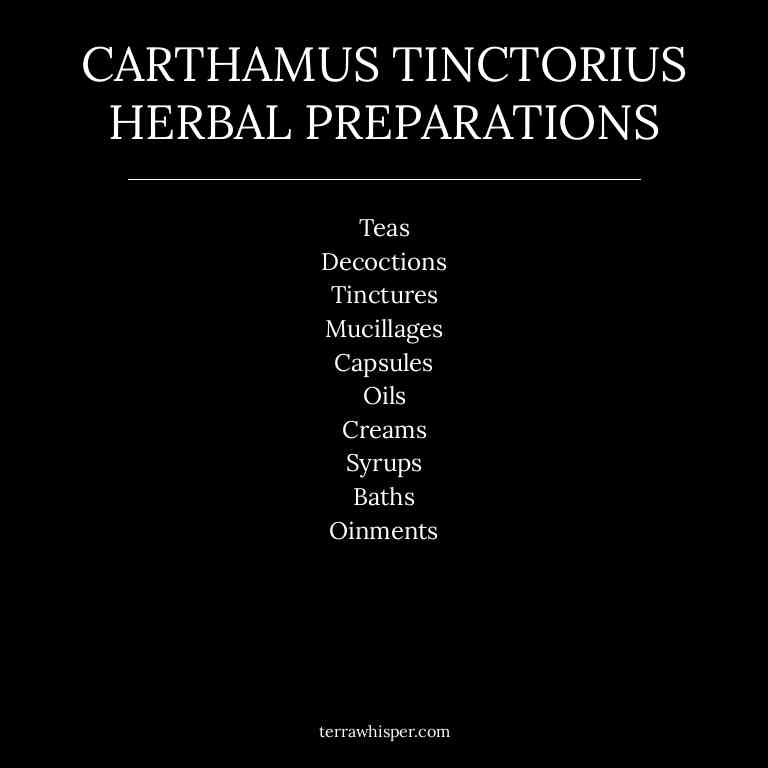 CARTHAMUS TINCTORIUS
HERBAL PREPARATIONS
Teas
Decoctions
Tinctures
Mucillages
Capsules
Oils
Creams
Syrups
Baths
Oinments
terrawhisper.com